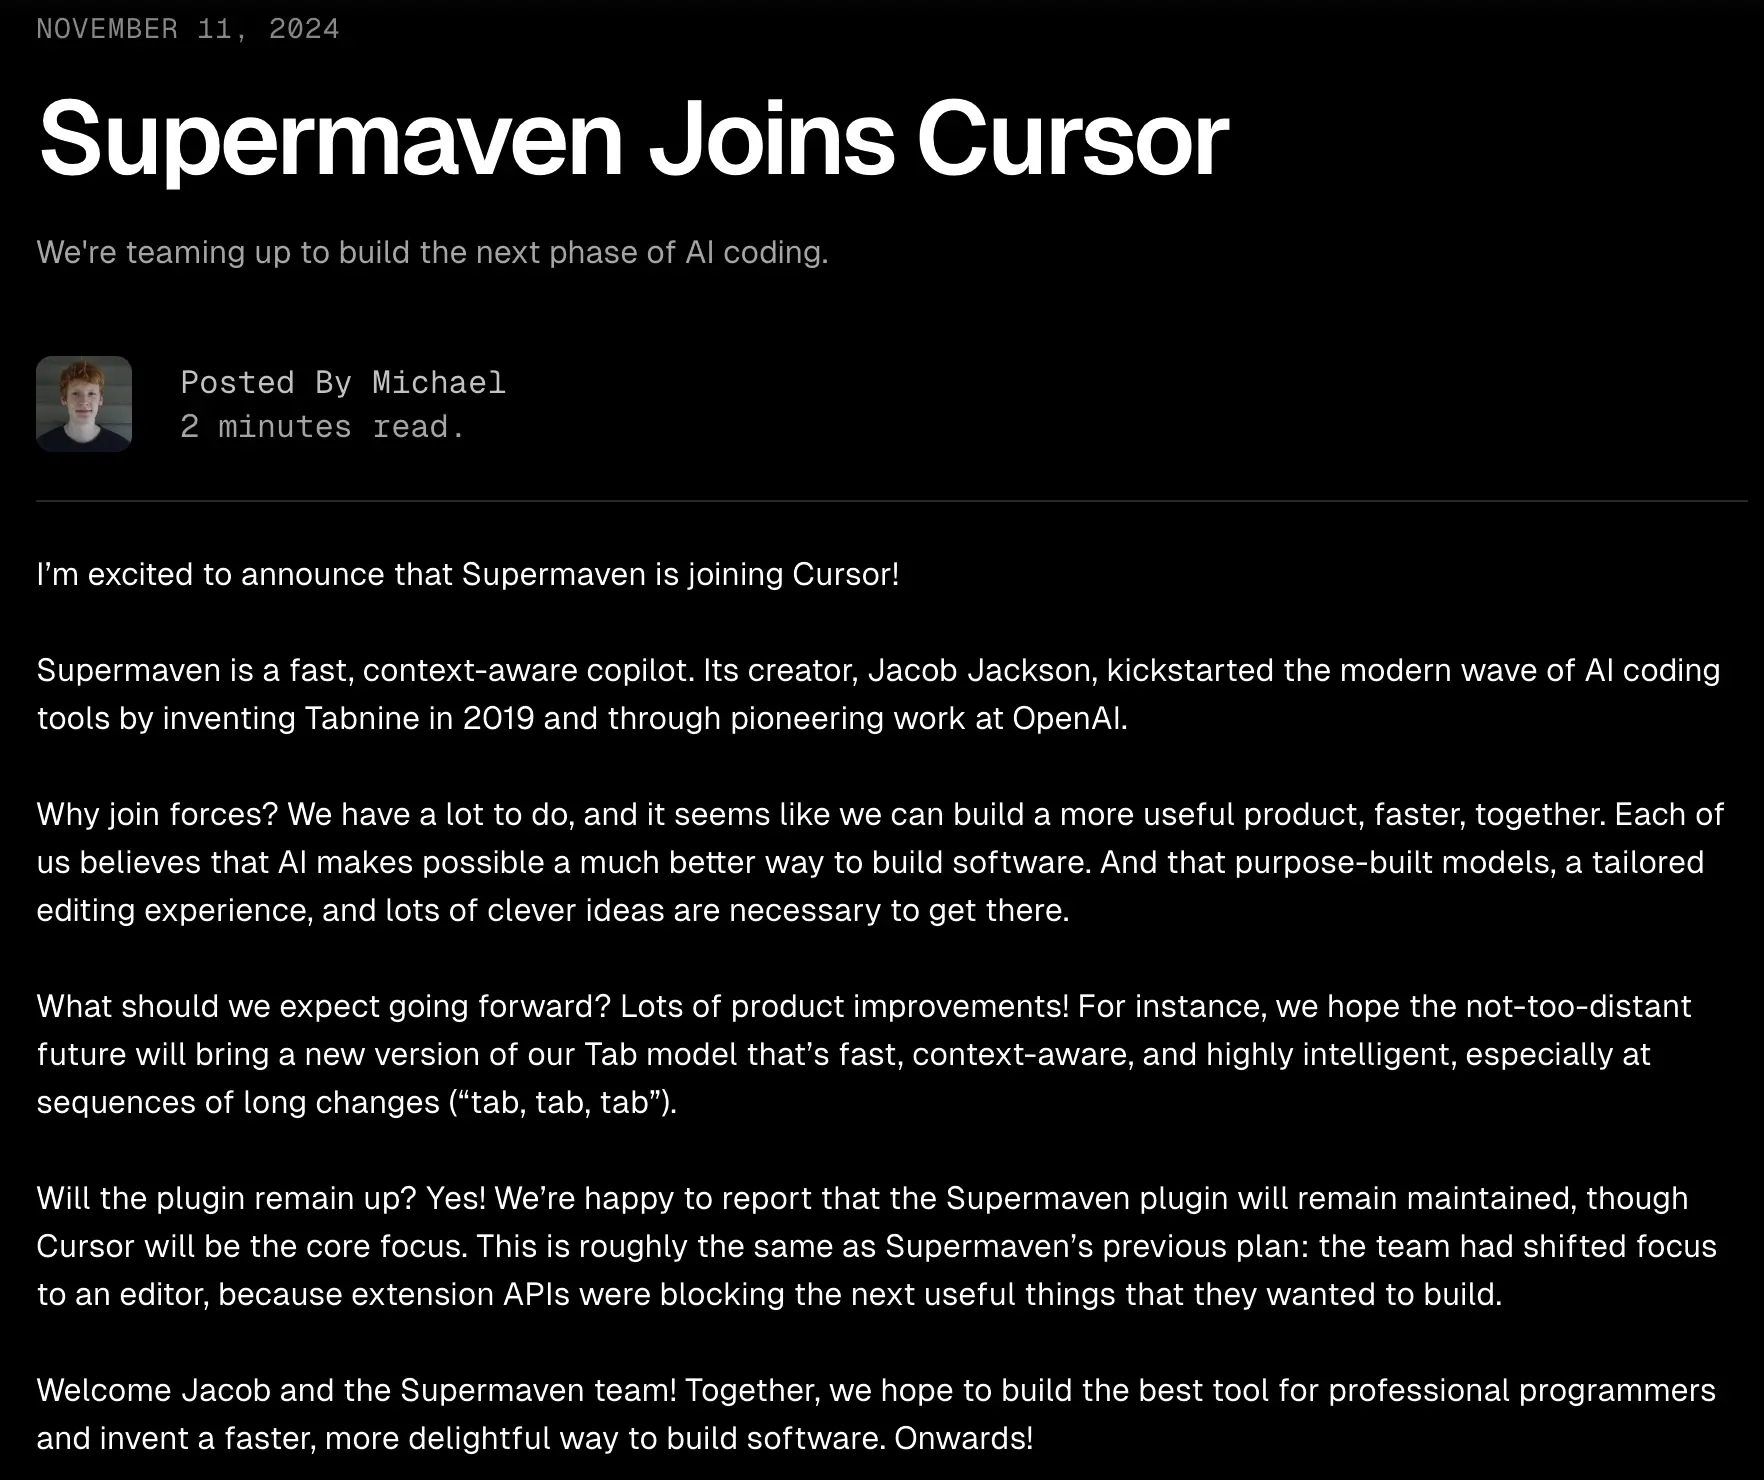 NOVEMBER 11, 2024
Supermaven Joins Cursor
We're teaming up to build the next phase of AI coding.
Posted By Michael
2 minutes read.
I’m excited to announce that Supermaven is joining Cursor!
Supermaven is a fast, context-aware copilot. Its creator, Jacob Jackson, kickstarted the modern wave of AI coding
tools by inventing Tabnine in 2019 and through pioneering work at OpenAI.
Why join forces? We have a lot to do, and it seems like we can build a more useful product, faster, together. Each of
us believes that AI makes possible a much better way to build software. And that purpose-built models, a tailored
editing experience, and lots of clever ideas are necessary to get there.
What should we expect going forward? Lots of product improvements! For instance, we hope the not-too-distant
future will bring a new version of our Tab model that’s fast, context-aware, and highly intelligent, especially at
sequences of long changes (“tab, tab, tab”).
Will the plugin remain up? Yes! We’re happy to report that the Supermaven plugin will remain maintained, though
Cursor will be the core focus. This is roughly the same as Supermaven’s previous plan: the team had shifted focus
to an editor, because extension APIs were blocking the next useful things that they wanted to build.
Welcome Jacob and the Supermaven team! Together, we hope to build the best tool for professional programmers
and invent a faster, more delightful way to build software. Onwards!